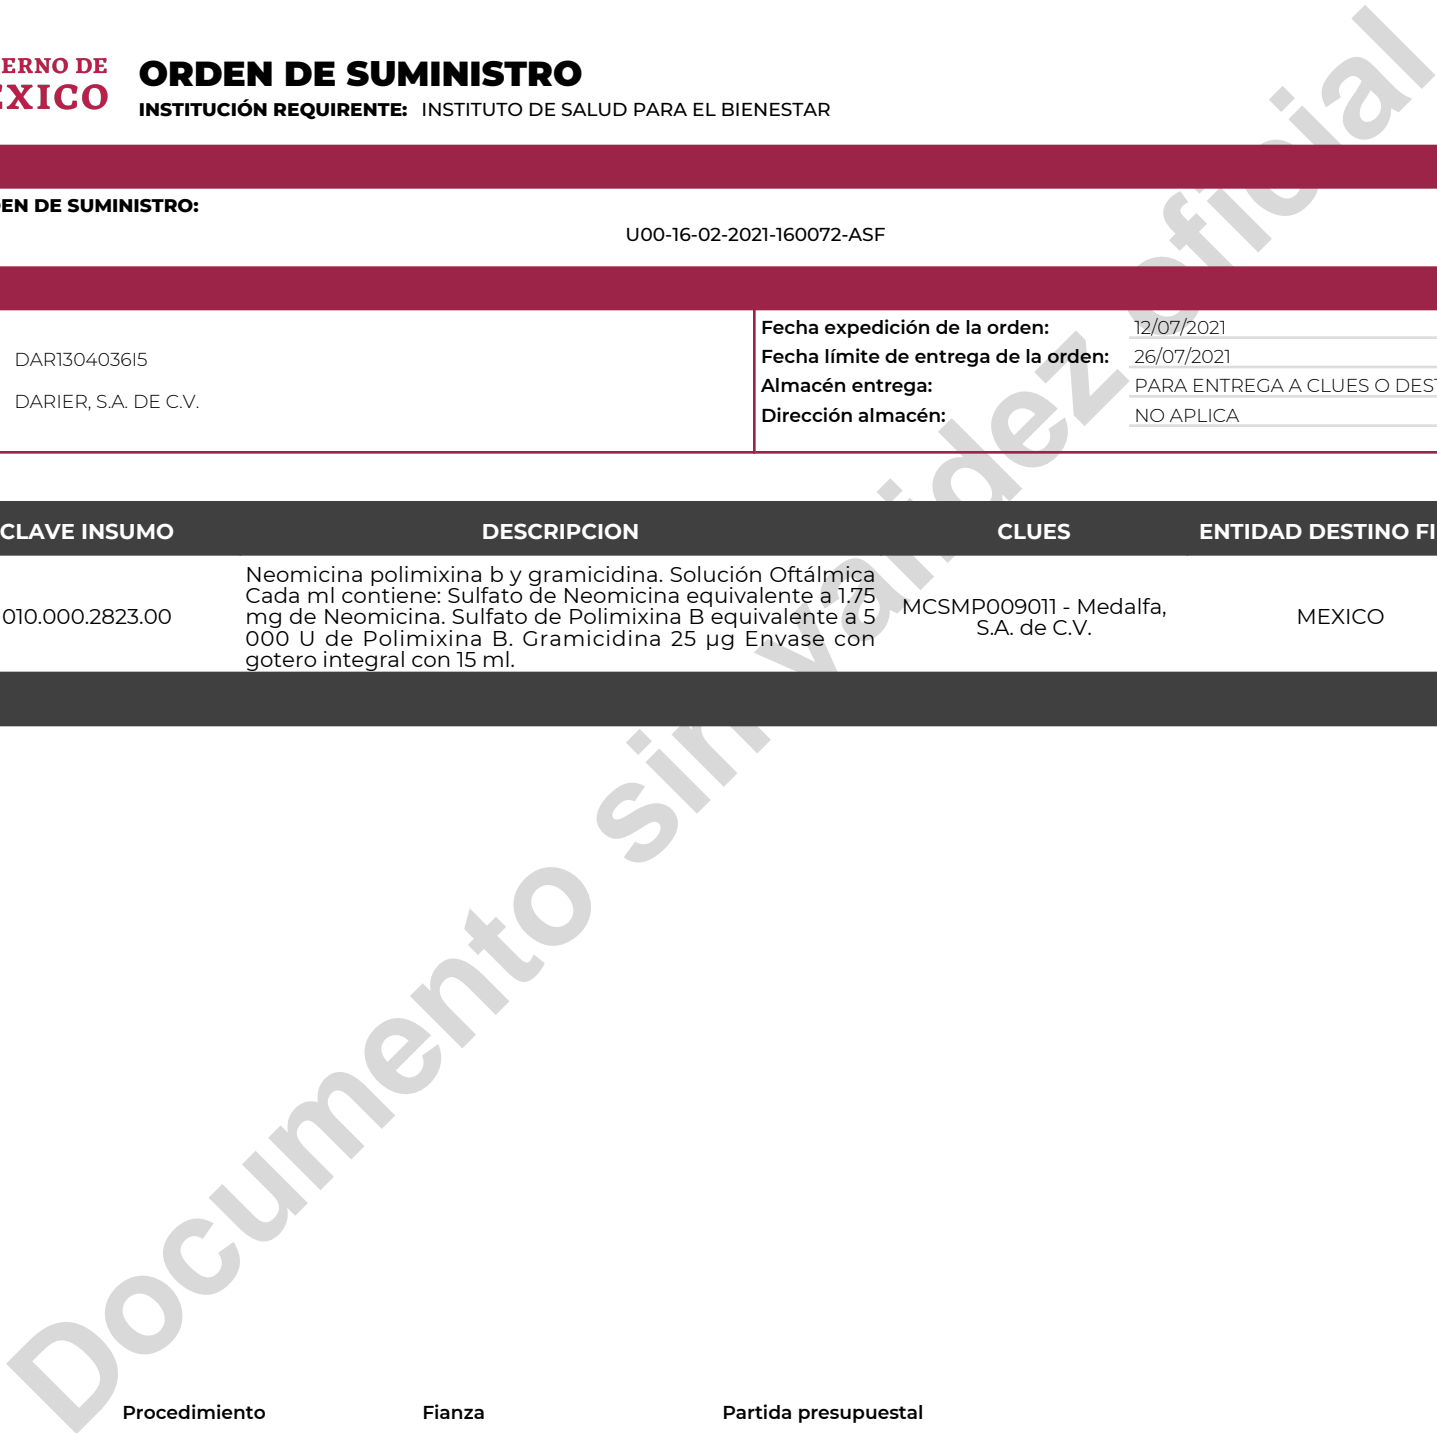 ERNO DE
EXICO
ORDEN DE SUMINISTRO
INSTITUCIÓN REQUIRENTE: INSTITUTO DE SALUD PARA EL BIENESTAR
EN DE SUMINISTRO:
U00-16-02-2021-160072-ASF
DAR1304036I5
DARIER, S.A. DE C.V.
Fecha expedición de la orden: 12/07/2021
Fecha límite de entrega de la orden: 26/07/2021
Almacén entrega: PARA ENTREGA A CLUES O DEST
Dirección almacén: NO APLICA
CLAVE INSUMO DESCRIPCION CLUES ENTIDAD DESTINO FI
010.000.2823.00
Neomicina polimixina b y gramicidina. Solución Oftálmica
Cada ml contiene: Sulfato de Neomicina equivalente a 1.75
mg de Neomicina. Sulfato de Polimixina B equivalente a 5
000 U de Polimixina B. Gramicidina 25 µg Envase con
gotero integral con 15 ml.
MCSMP009011 - Medalfa,
S.A. de C.V.
MEXICO
Documento sin validez oficial
Procedimiento Fianza Partida presupuestal